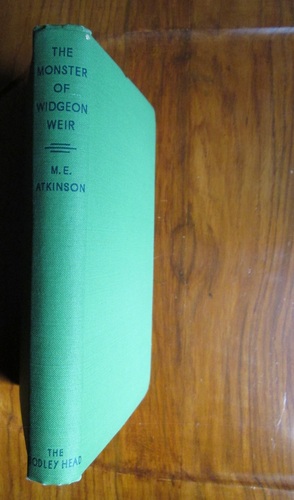 THE
MONSTER
OF
WIDGEON
WEIR
M.E.
ATKINSON
THE
BODLEY HEAD